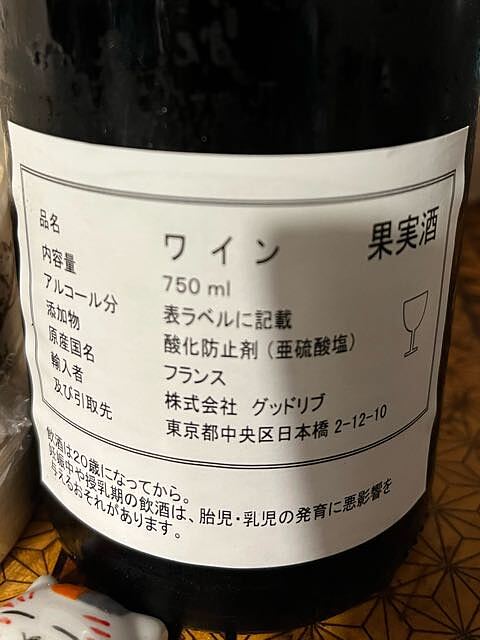 品名 ワイン 果実酒
内容量 750 ml
アルコール分 表ラベルに記載
添加物 酸化防止剤（亜硫酸塩）
原産国名 フランス
輸入者 株式会社 グッドリブ
及び引取先 東京都中央区日本橋 2-12-10
飲酒は20歳になってから。
妊娠中や授乳期の飲酒は、胎児・乳児の発育に悪影響を
与えるおそれがあります。